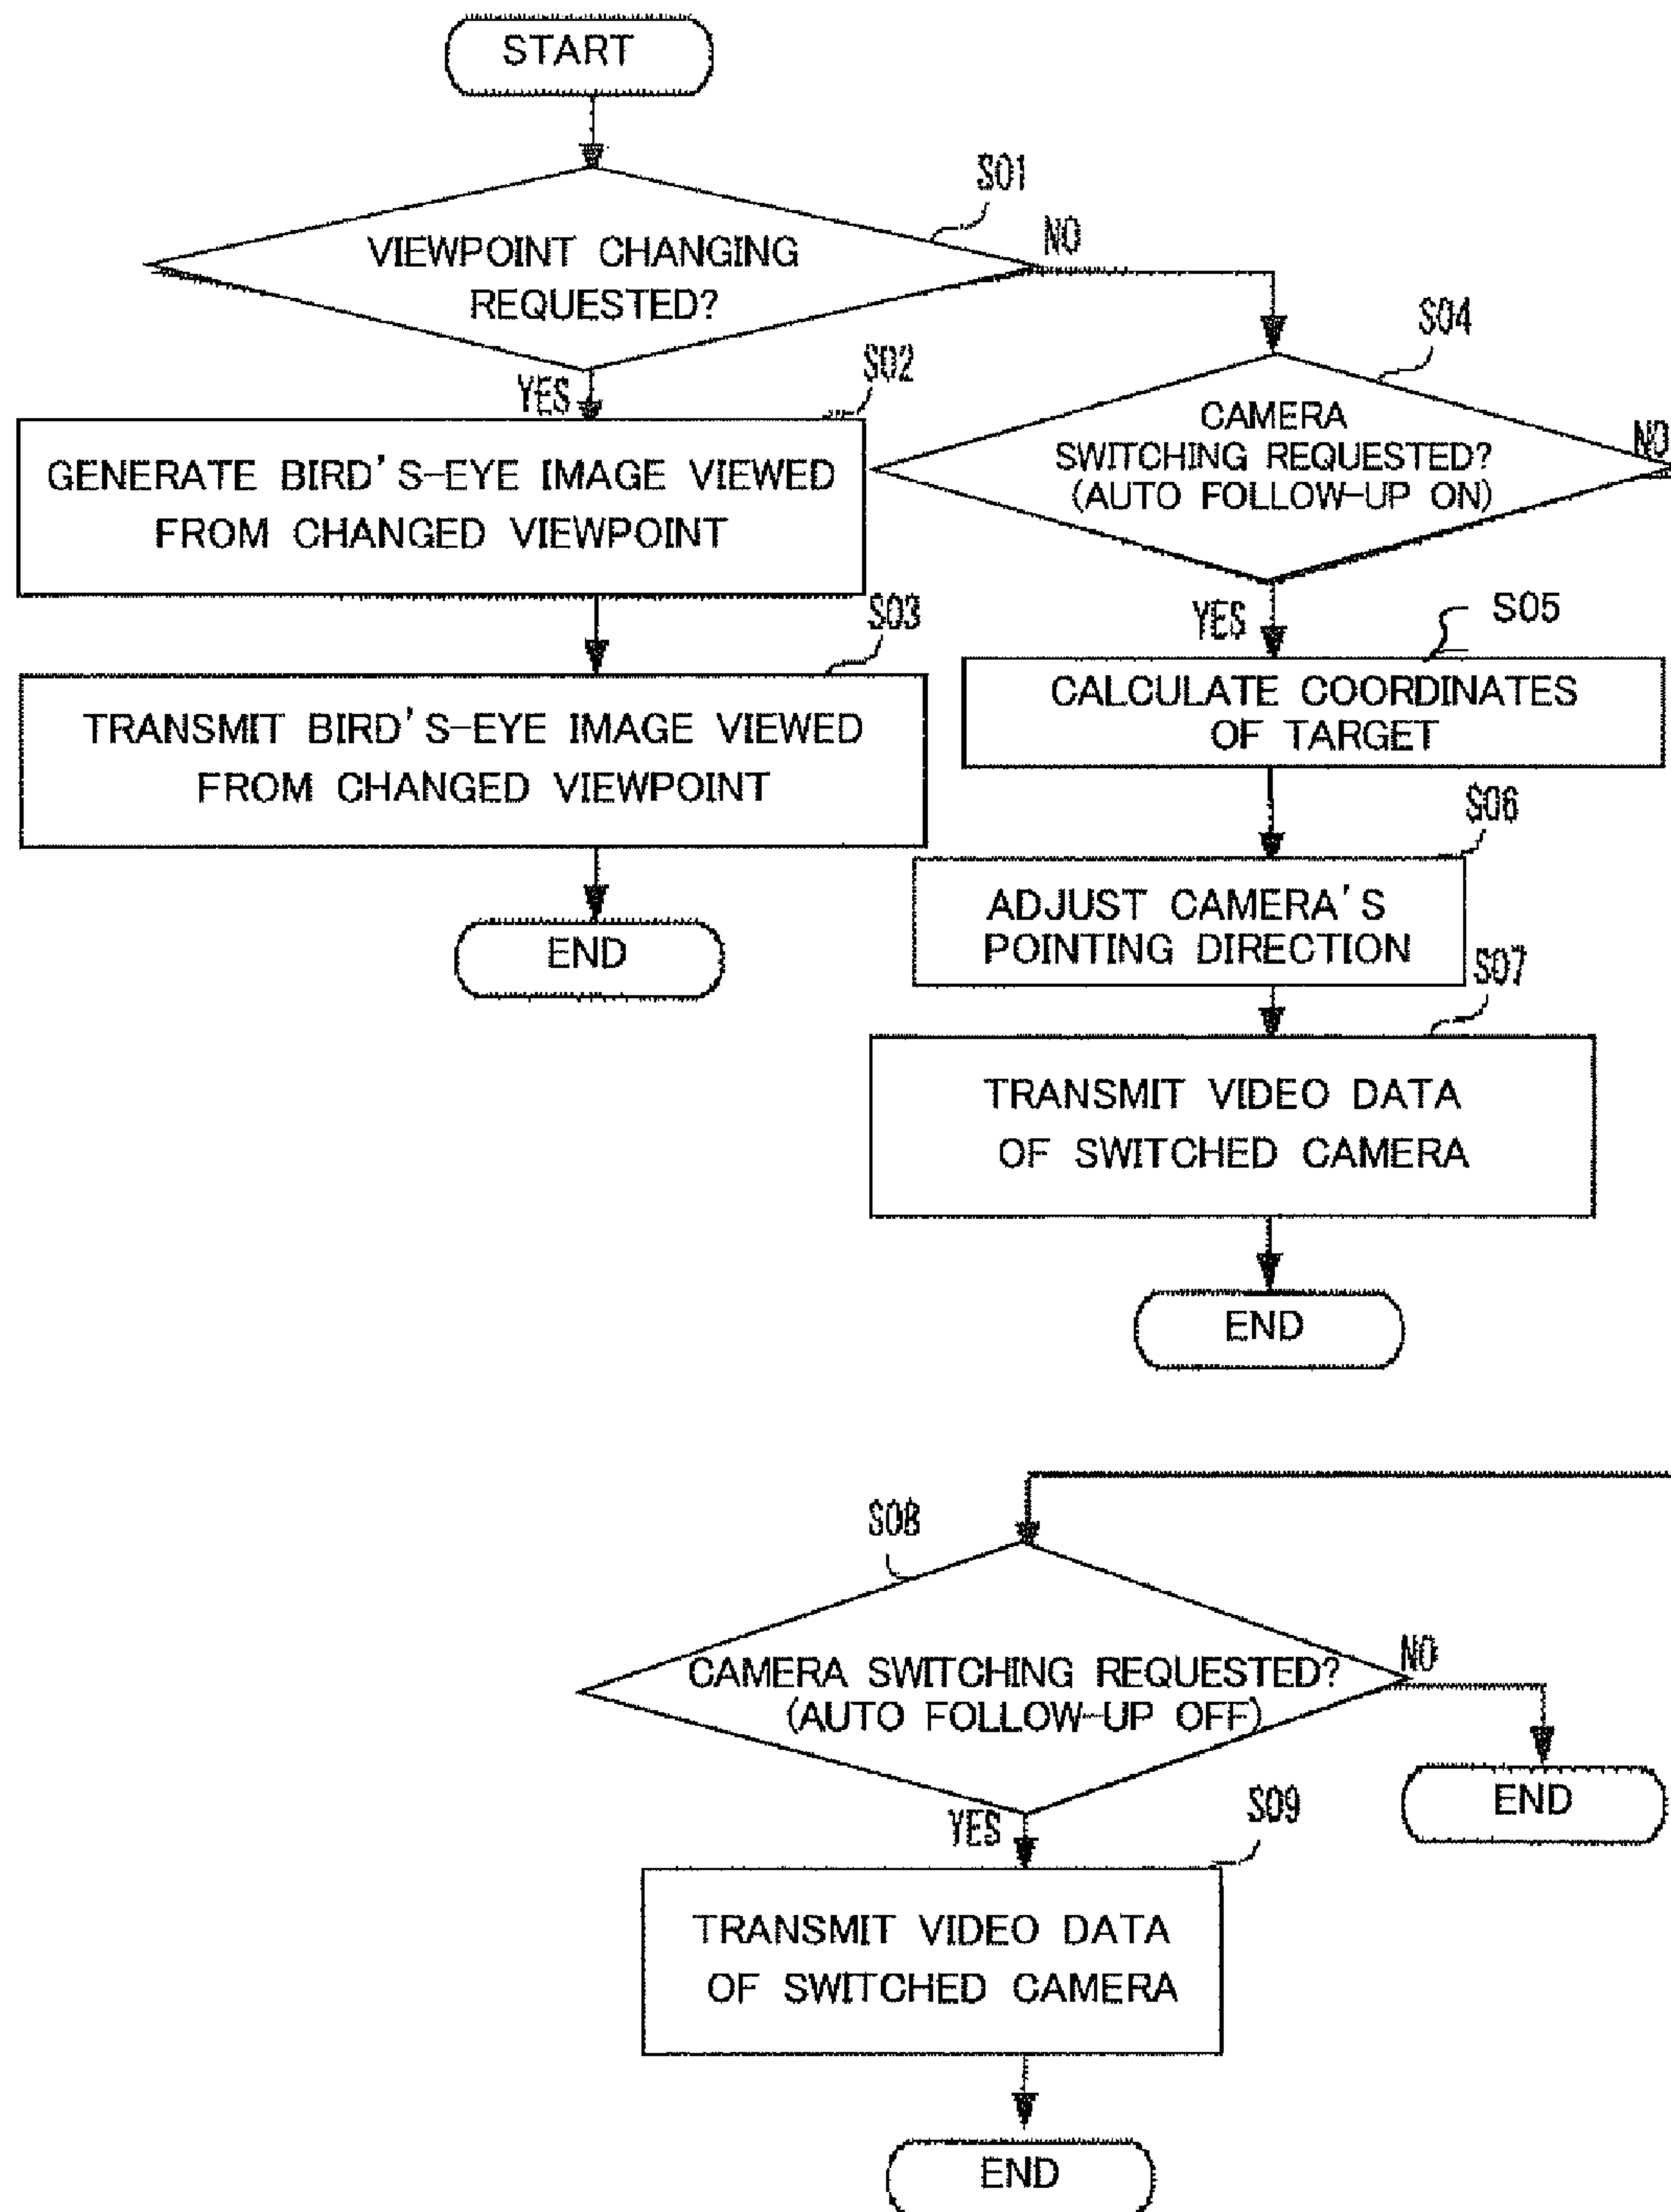 START
S01
VIEWPOINT CHANGING
REQUESTED?
NO
YES
S02
GENERATE BIRD'S-EYE IMAGE VIEWED
FROM CHANGED VIEWPOINT
S03
TRANSMIT BIRD'S-EYE IMAGE VIEWED
FROM CHANGED VIEWPOINT
END
S04
CAMERA
SWITCHING REQUESTED?
(AUTO FOLLOW-UP ON)
NO
YES
S05
CALCULATE COORDINATES
OF TARGET
S06
ADJUST CAMERA'S
POINTING DIRECTION
S07
TRANSMIT VIDEO DATA
OF SWITCHED CAMERA
END
S08
CAMERA SWITCHING REQUESTED?
(AUTO FOLLOW-UP OFF)
NO
END
YES
S09
TRANSMIT VIDEO DATA
OF SWITCHED CAMERA
END